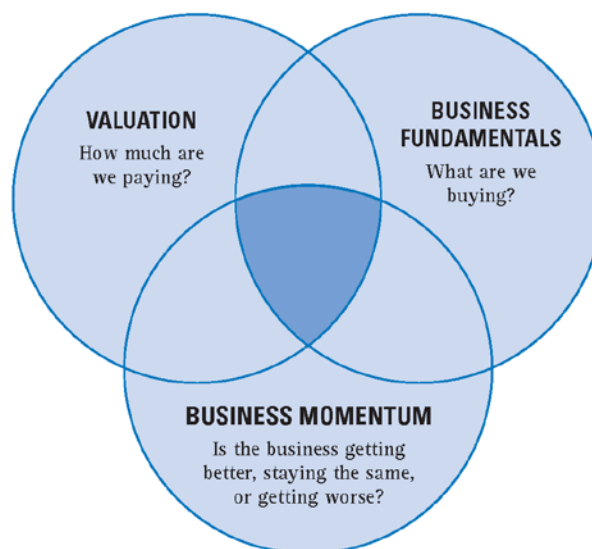 VALUATION
How much are
we paying?
BUSINESS
FUNDAMENTALS
What are we
buying?
BUSINESS MOMENTUM
Is the business getting
better, staying the same,
or getting worse?